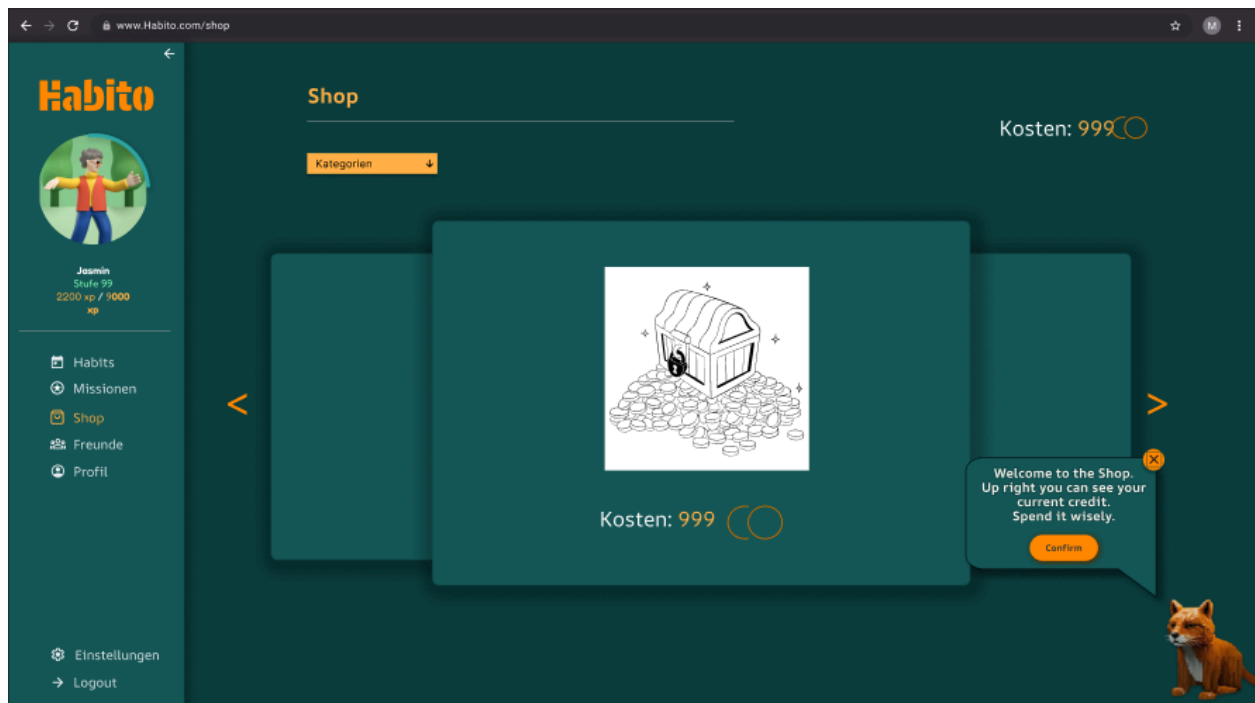 www.Habito.com/shop
M
Habito
Jasmin
Stufe 99
2200 xp / 9000
xp
Habits
Missionen
Shop
Freunde
Profil
Einstellungen
Logout
Shop
Kosten: 999
Kategorien
<
>
Kosten: 999
Welcome to the Shop.
Up right you can see your
current credit.
Spend it wisely.
Confirm